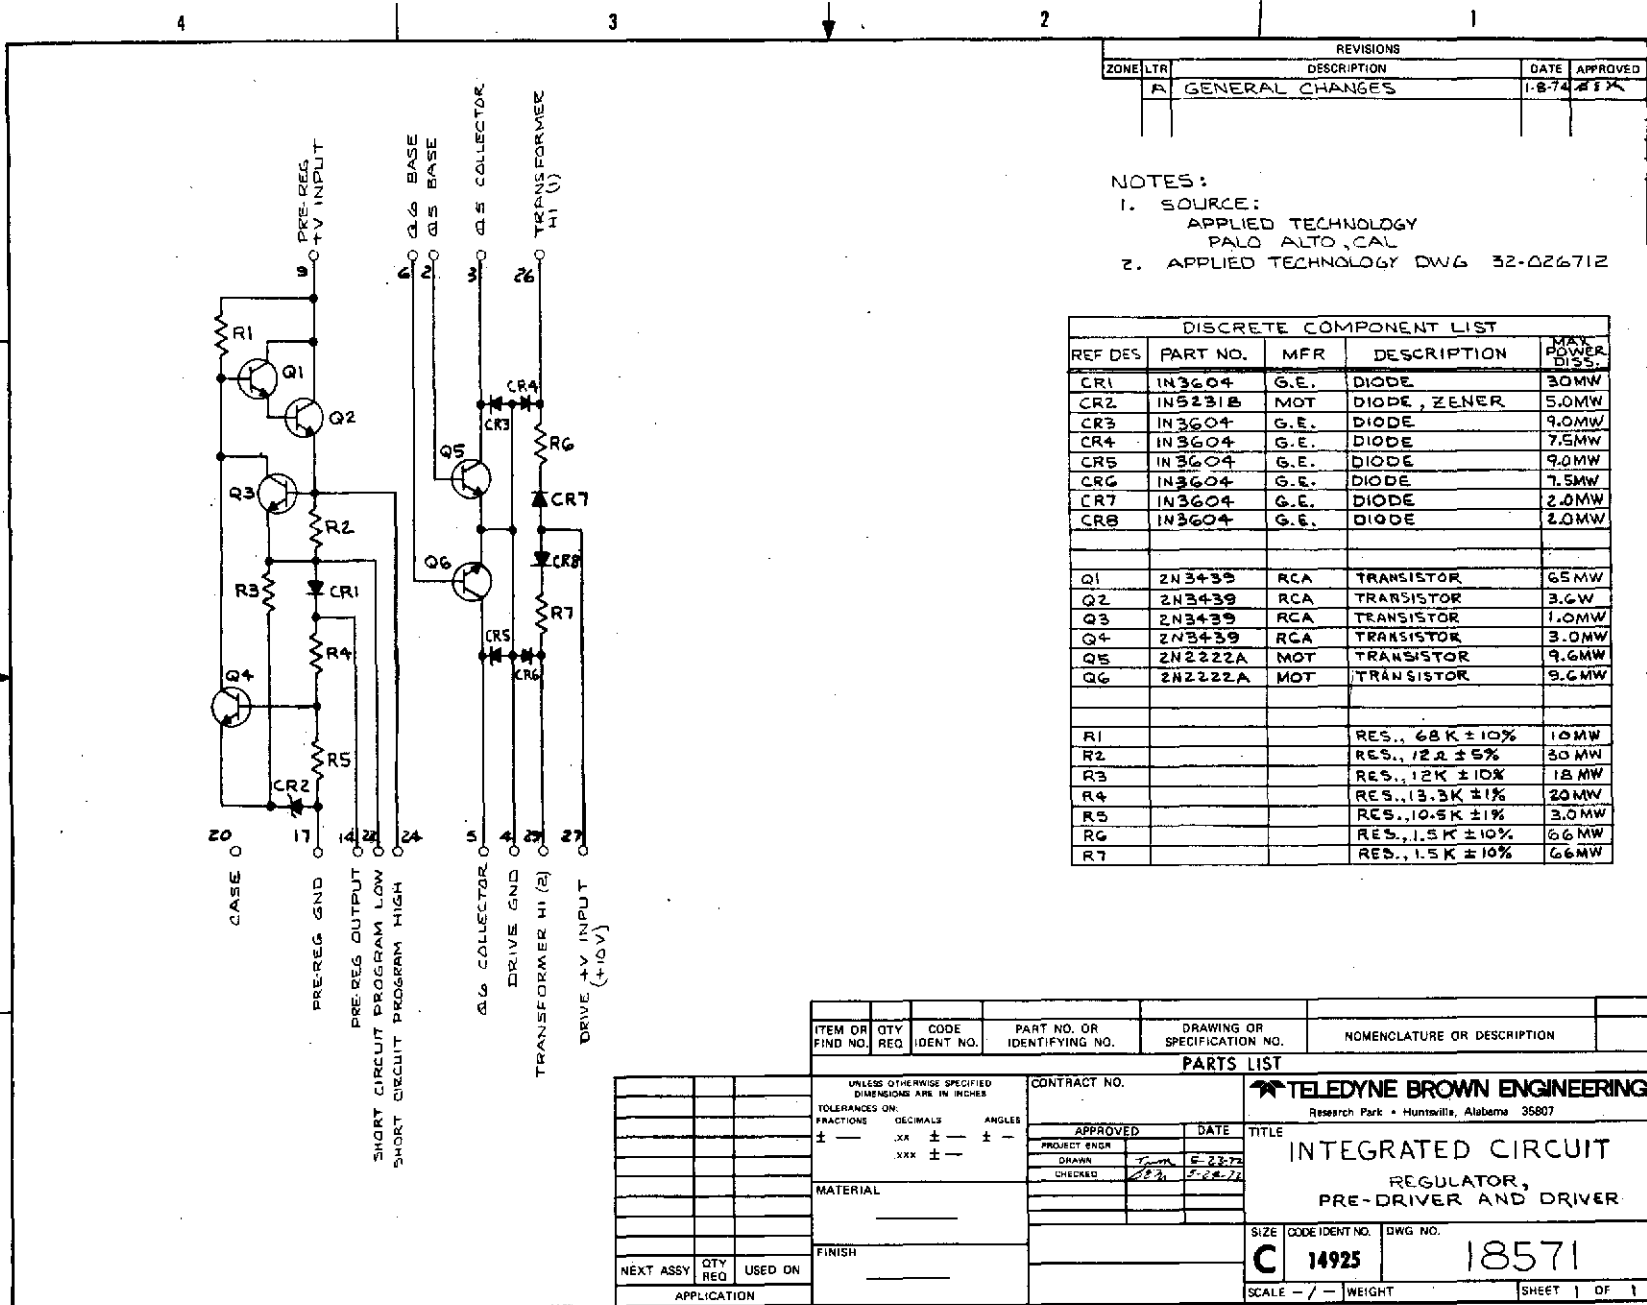 4 3 2 1
REVISIONS
ZONE LTR DESCRIPTION DATE APPROVED
A GENERAL CHANGES 1-8-74
NOTES:
1. SOURCE:
APPLIED TECHNOLOGY
PALO ALTO, CAL
2. APPLIED TECHNOLOGY DWG 32-026712
PRE-REG
+V INPUT
Q6 BASE
Q5 BASE
Q5 COLLECTOR
TRANSFORMER
HI (1)
9 6 2 3 26
R1
Q1
Q2
CR4
CR3
R6
Q5
Q3
CR7
R2
Q6
CR8
R3
CR1
R7
R4
CR5
CR6
Q4
R5
CR2
20 17 14 24 5 4 27
CASE
PRE-REG GND
PRE-REG OUTPUT
SHORT CIRCUIT PROGRAM LOW
SHORT CIRCUIT PROGRAM HIGH
Q6 COLLECTOR
DRIVE GND
TRANSFORMER HI (2)
DRIVE +V INPUT
(+10V)
DISCRETE COMPONENT LIST
REF DES PART NO. MFR DESCRIPTION MAX POWER DISS.
CR1 1N3604 G.E. DIODE 30MW
CR2 1N5231B MOT DIODE, ZENER 5.0MW
CR3 1N3604 G.E. DIODE 9.0MW
CR4 1N3604 G.E. DIODE 7.5MW
CR5 1N3604 G.E. DIODE 9.0MW
CR6 1N3604 G.E. DIODE 7.5MW
CR7 1N3604 G.E. DIODE 2.0MW
CR8 1N3604 G.E. DIODE 2.0MW
Q1 2N3439 RCA TRANSISTOR 65MW
Q2 2N3439 RCA TRANSISTOR 3.6W
Q3 2N3439 RCA TRANSISTOR 1.0MW
Q4 2N3439 RCA TRANSISTOR 3.0MW
Q5 2N2222A MOT TRANSISTOR 9.6MW
Q6 2N2222A MOT TRANSISTOR 9.6MW
R1 RES., 68K ±10% 10MW
R2 RES., 12Ω ±5% 30MW
R3 RES., 12K ±10% 18MW
R4 RES., 13.3K ±1% 20MW
R5 RES., 10.5K ±1% 3.0MW
R6 RES., 1.5K ±10% 66MW
R7 RES., 1.5K ±10% 66MW
ITEM OR FIND NO. QTY REQ CODE IDENT NO. PART NO. OR IDENTIFYING NO. DRAWING OR SPECIFICATION NO. NOMENCLATURE OR DESCRIPTION
PARTS LIST
UNLESS OTHERWISE SPECIFIED
DIMENSIONS ARE IN INCHES
TOLERANCES ON:
FRACTIONS DECIMALS ANGLES
± — .XX ± — ± —
.XXX ± —
MATERIAL
FINISH
NEXT ASSY QTY REQ USED ON
APPLICATION
CONTRACT NO.
APPROVED DATE
PROJECT ENGR
DRAWN 5-23-72
CHECKED
TELEDYNE BROWN ENGINEERING
Research Park • Huntsville, Alabama 35807
TITLE
INTEGRATED CIRCUIT
REGULATOR,
PRE-DRIVER AND DRIVER
SIZE CODE IDENT NO. DWG NO.
C 14925 18571
SCALE — / — WEIGHT SHEET 1 OF 1